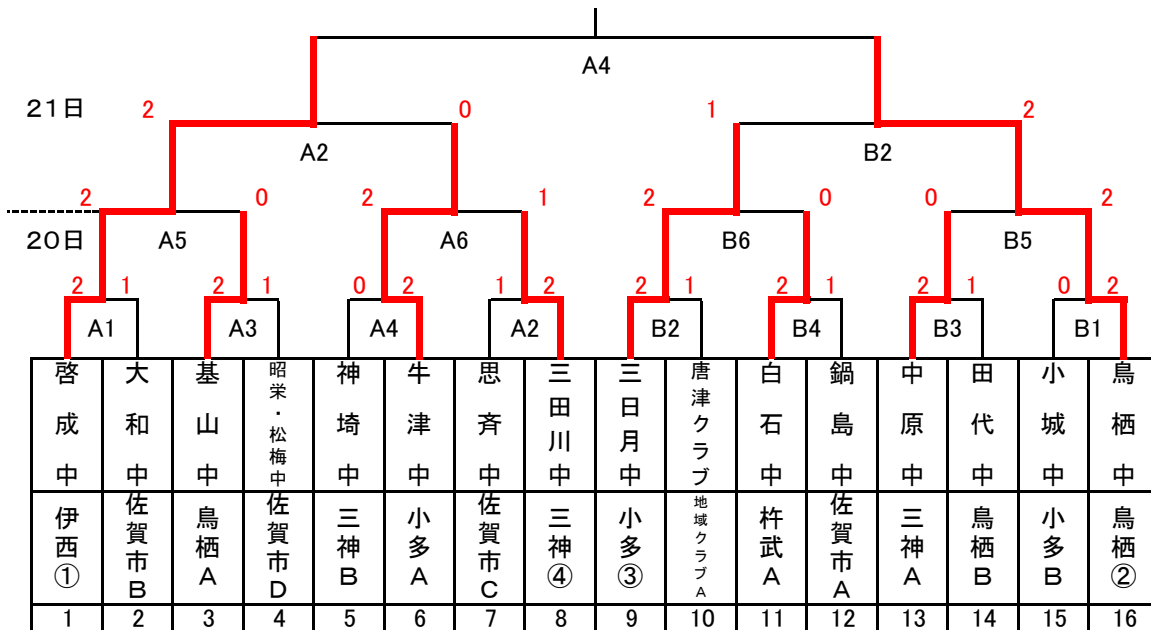 A4
21日
2
0
1
2
A2
B2
2
0
2
1
2
0
0
2
20日
A5
A6
B6
B5
2
1
2
1
0
2
1
2
2
1
2
1
2
1
0
2
A1
A3
A4
A2
B2
B4
B3
B1
啓成中
大和中
基山中
昭栄・松梅中
神埼中
牛津中
思斉中
三田川中
三日月中
唐津クラブ
白石中
鍋島中
中原中
田代中
小城中
鳥栖中
伊西①
佐賀市B
鳥栖A
佐賀市D
三神B
小多A
佐賀市C
三神④
小多③
地域クラブA
杵武A
佐賀市A
三神A
鳥栖B
小多B
鳥栖②
1
2
3
4
5
6
7
8
9
10
11
12
13
14
15
16